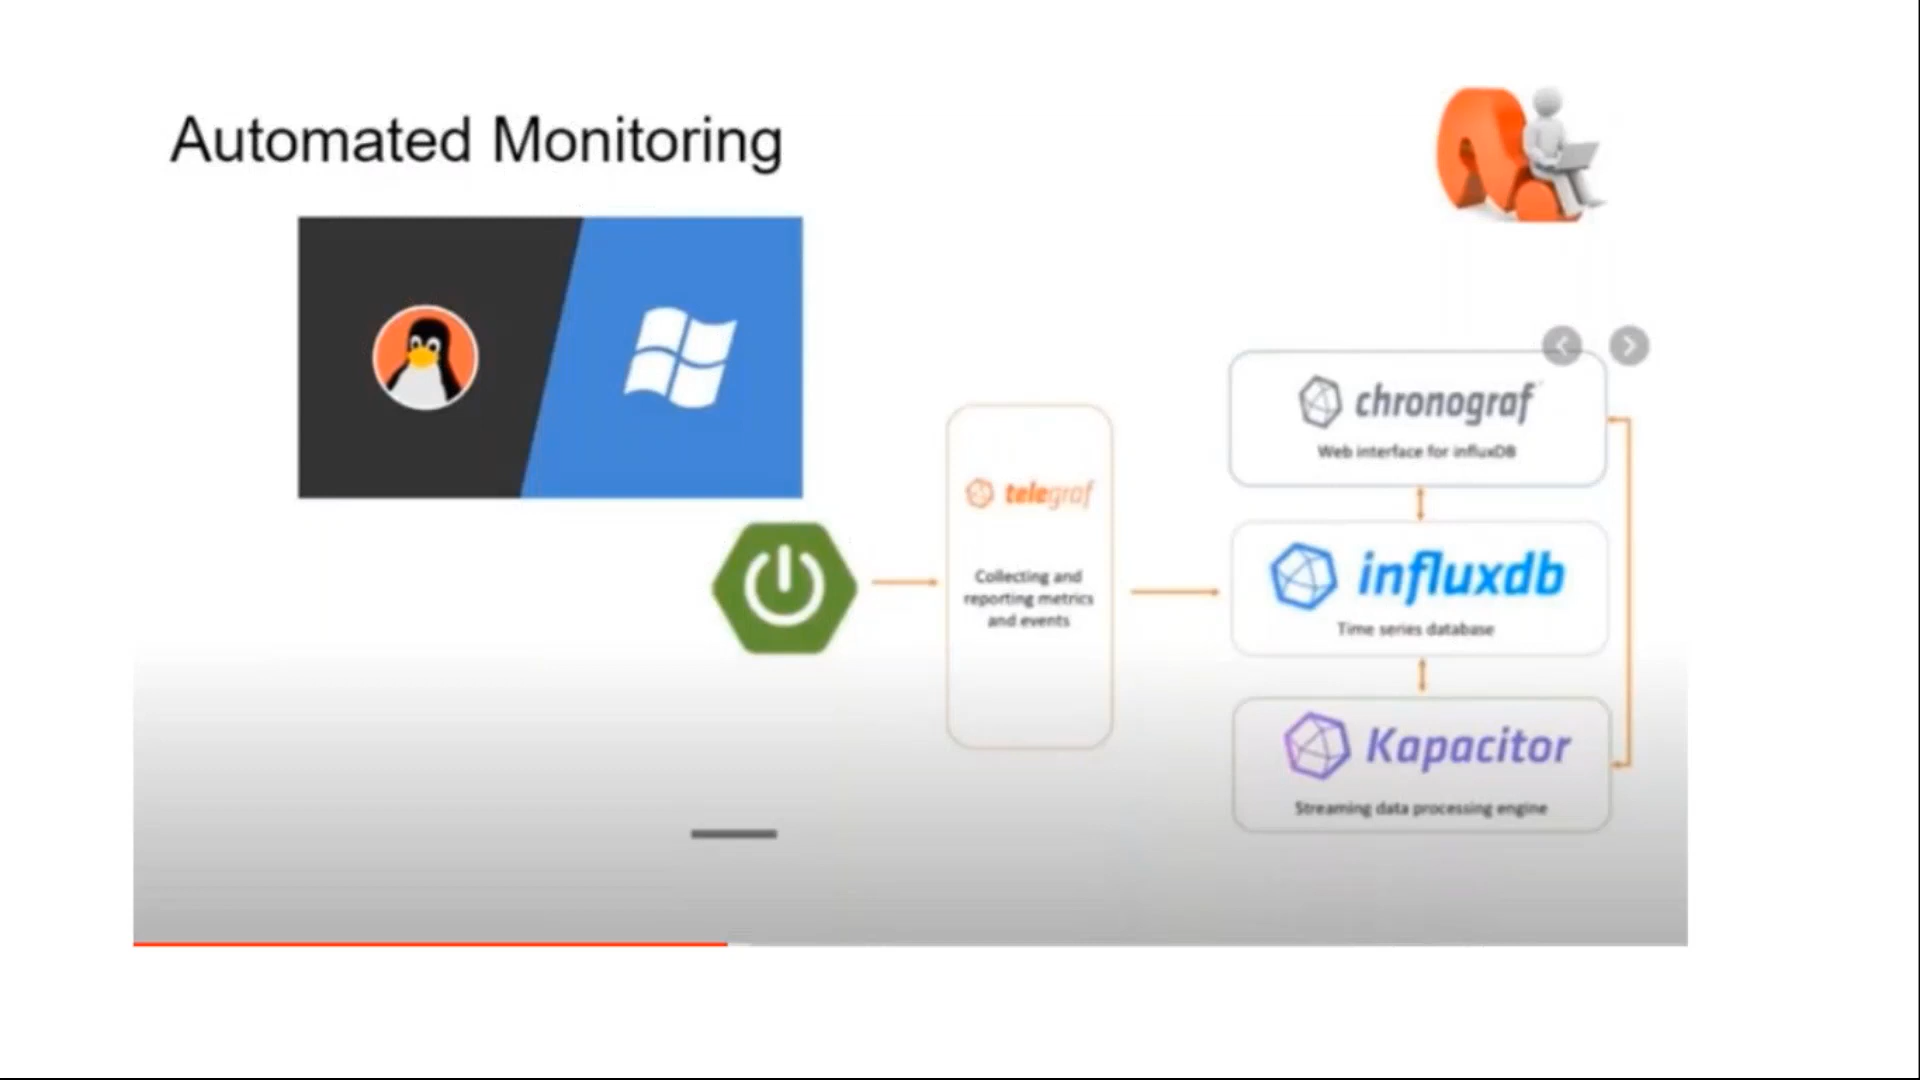 Automated Monitoring
chronograf
Web interface for influxDB
telegraf
Collecting and
reporting metrics
and events
influxdb
Time series database
Kapacitor
Streaming data processing engine